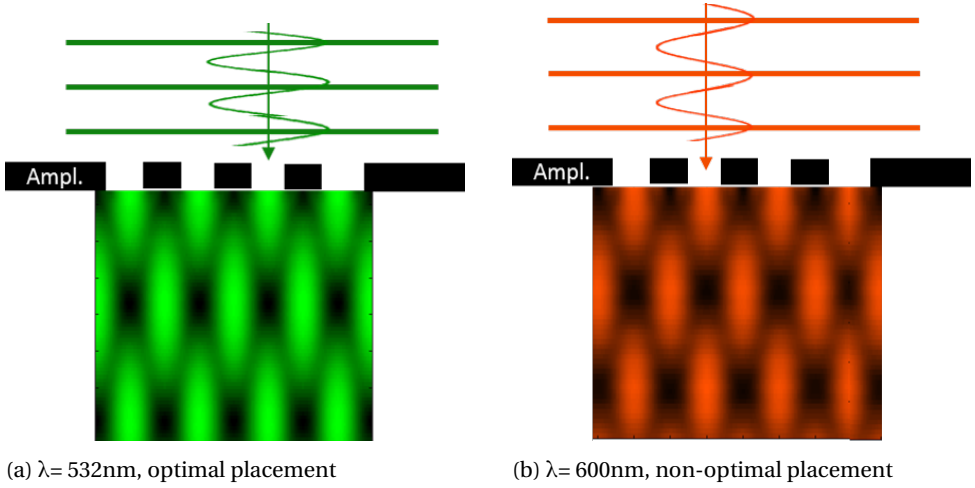 Ampl.
Ampl.
(a) λ= 532nm, optimal placement
(b) λ= 600nm, non-optimal placement